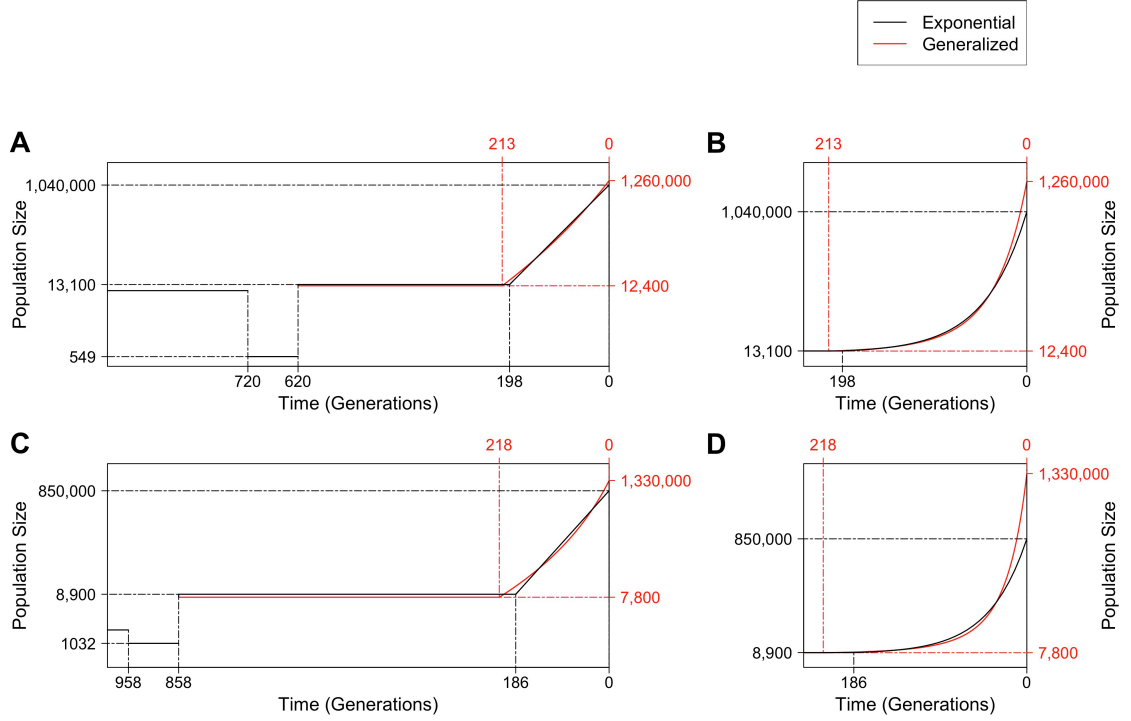 Exponential
Generalized
A
213
0
1,040,000
1,260,000
13,100
12,400
549
720
620
198
0
Population Size
Time (Generations)
B
213
0
1,260,000
1,040,000
13,100
12,400
198
0
Population Size
Time (Generations)
C
218
0
850,000
1,330,000
8,900
7,800
1032
958
858
186
0
Population Size
Time (Generations)
D
218
0
1,330,000
850,000
8,900
7,800
186
0
Population Size
Time (Generations)